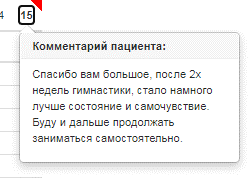 4 15
Комментарий пациента:
Спасибо вам большое, после 2х
недель гимнастики, стало намного
лучше состояние и самочувствие.
Буду и дальше продолжать
заниматься самостоятельно.